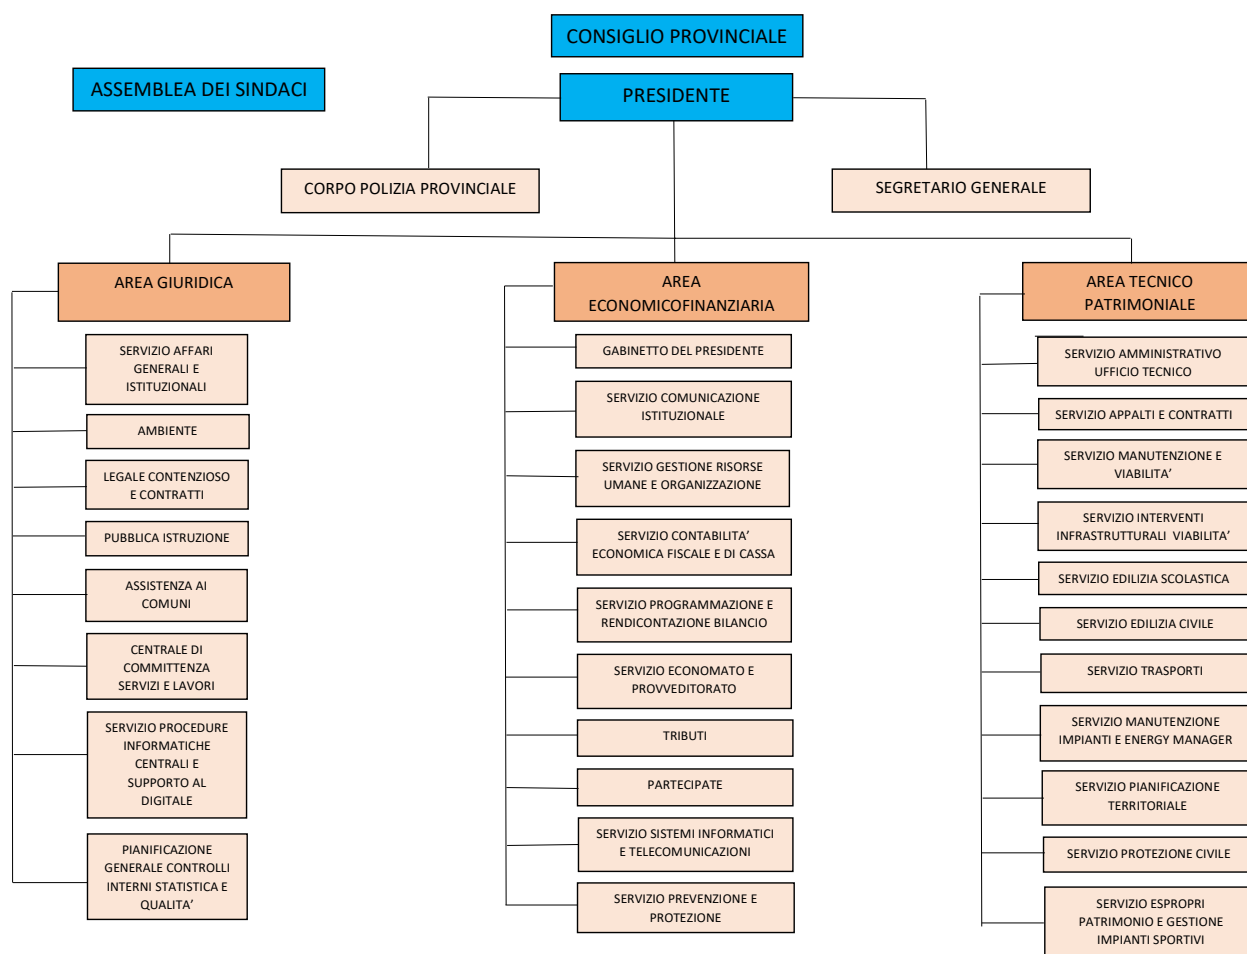 CONSIGLIO PROVINCIALE
ASSEMBLEA DEI SINDACI
PRESIDENTE
CORPO POLIZIA PROVINCIALE
SEGRETARIO GENERALE
AREA GIURIDICA
SERVIZIO AFFARI
GENERALI E
ISTITUZIONALI
AMBIENTE
LEGALE CONTENZIOSO
E CONTRATTI
PUBBLICA ISTRUZIONE
ASSISTENZA AI
COMUNI
CENTRALE DI
COMMITTENZA
SERVIZI E LAVORI
SERVIZIO PROCEDURE
INFORMATICHE
CENTRALI E
SUPPORTO AL
DIGITALE
PIANIFICAZIONE
GENERALE CONTROLLI
INTERNI STATISTICA E
QUALITA’
AREA
ECONOMICOFINANZIARIA
GABINETTO DEL PRESIDENTE
SERVIZIO COMUNICAZIONE
ISTITUZIONALE
SERVIZIO GESTIONE RISORSE
UMANE E ORGANIZZAZIONE
SERVIZIO CONTABILITA’
ECONOMICA FISCALE E DI CASSA
SERVIZIO PROGRAMMAZIONE E
RENDICONTAZIONE BILANCIO
SERVIZIO ECONOMATO E
PROVVEDITORATO
TRIBUTI
PARTECIPATE
SERVIZIO SISTEMI INFORMATICI
E TELECOMUNICAZIONI
SERVIZIO PREVENZIONE E
PROTEZIONE
AREA TECNICO
PATRIMONIALE
SERVIZIO AMMINISTRATIVO
UFFICIO TECNICO
SERVIZIO APPALTI E CONTRATTI
SERVIZIO MANUTENZIONE E
VIABILITA’
SERVIZIO INTERVENTI
INFRASTRUTTURALI VIABILITA’
SERVIZIO EDILIZIA SCOLASTICA
SERVIZIO EDILIZIA CIVILE
SERVIZIO TRASPORTI
SERVIZIO MANUTENZIONE
IMPIANTI E ENERGY MANAGER
SERVIZIO PIANIFICAZIONE
TERRITORIALE
SERVIZIO PROTEZIONE CIVILE
SERVIZIO ESPROPRI
PATRIMONIO E GESTIONE
IMPIANTI SPORTIVI